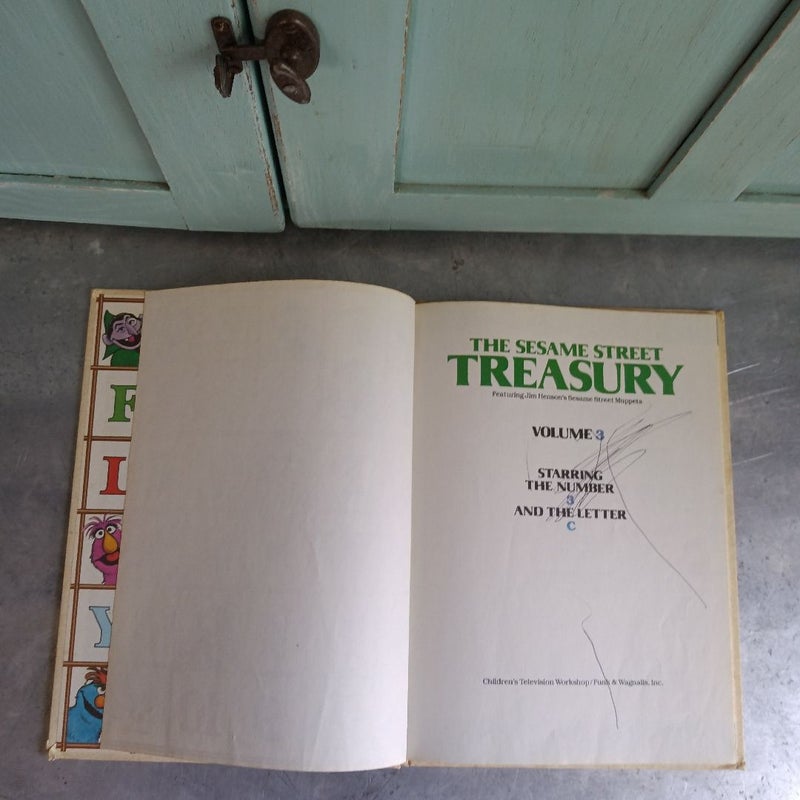 F
I
Y
THE SESAME STREET
TREASURY
Featuring Jim Henson's Sesame Street Muppets
VOLUME 3
STARRING
THE NUMBER
3
AND THE LETTER
C
Children's Television Workshop/Funk & Wagnalls, Inc.